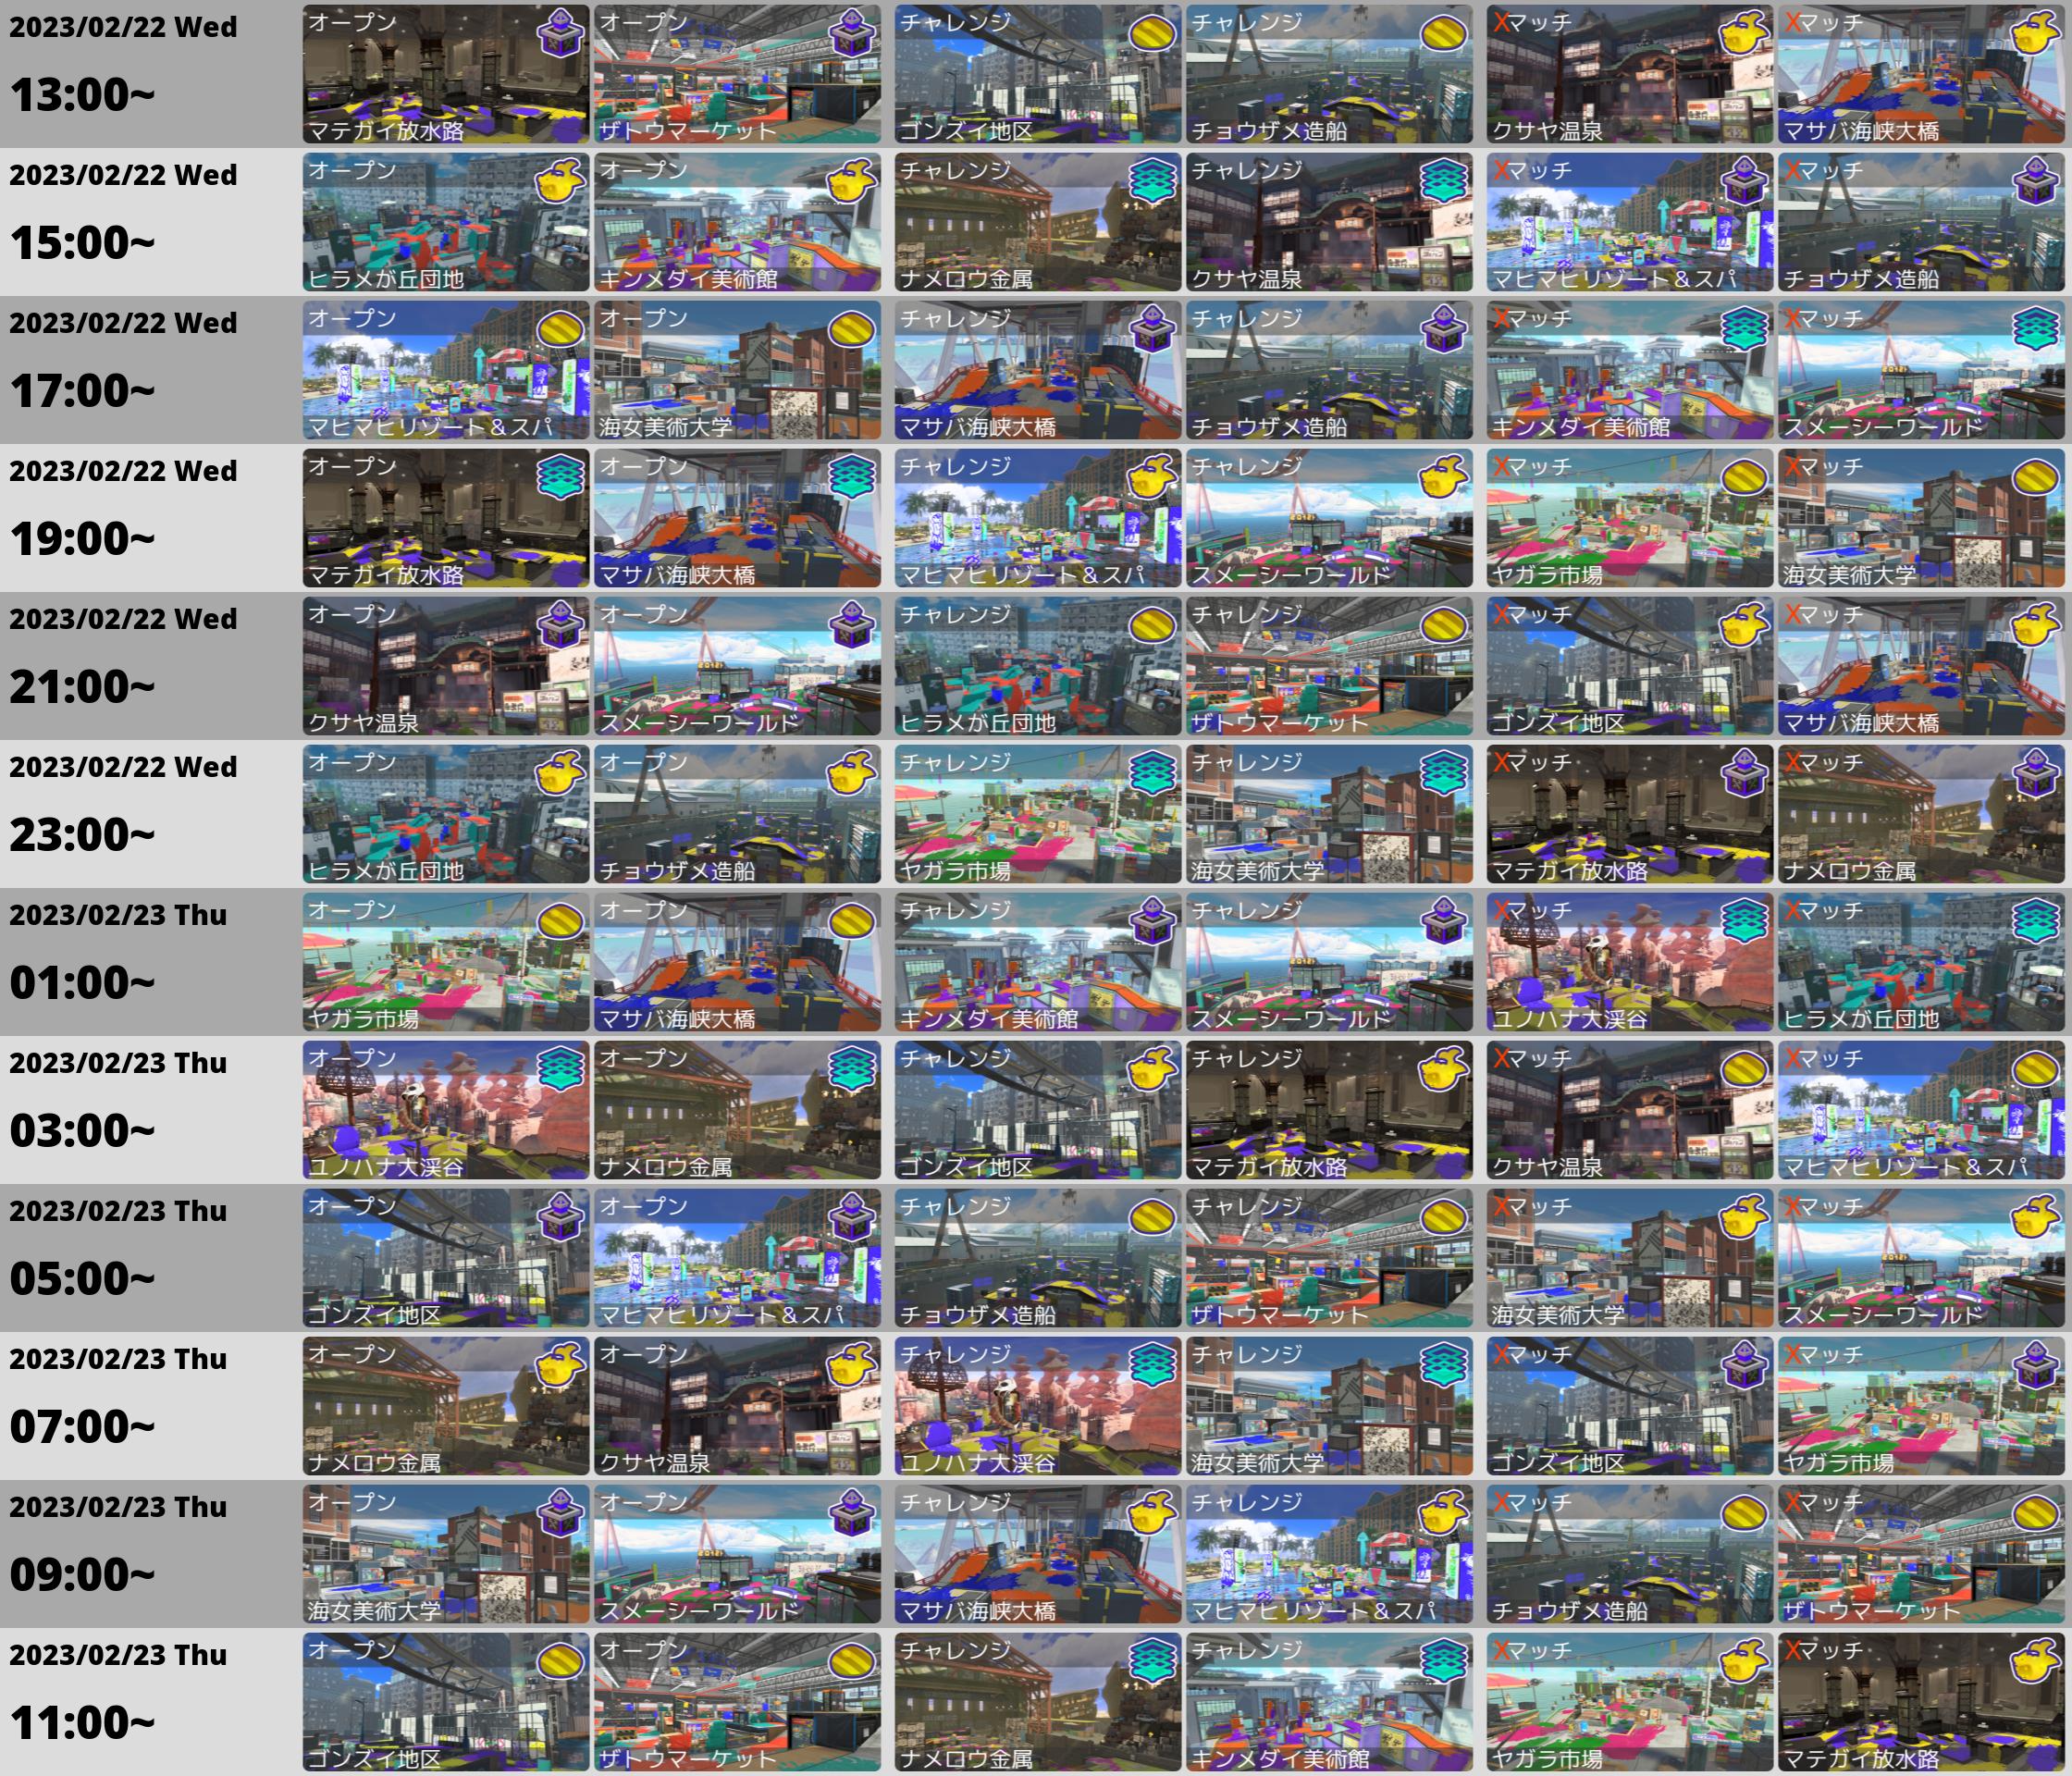 2023/02/22 Wed
13:00~
オープン オープン チャレンジ チャレンジ Xマッチ Xマッチ
マテガイ放水路 ザトウマーケット ゴンズイ地区 チョウザメ造船 クサヤ温泉 マサバ海峡大橋
2023/02/22 Wed
15:00~
オープン オープン チャレンジ チャレンジ Xマッチ Xマッチ
ヒラメが丘団地 キンメダイ美術館 ナメロウ金属 クサヤ温泉 マヒマヒリゾート&スパ チョウザメ造船
2023/02/22 Wed
17:00~
オープン オープン チャレンジ チャレンジ Xマッチ Xマッチ
マヒマヒリゾート&スパ 海女美術大学 マサバ海峡大橋 チョウザメ造船 キンメダイ美術館 スメーシーワールド
2023/02/22 Wed
19:00~
オープン オープン チャレンジ チャレンジ Xマッチ Xマッチ
マテガイ放水路 マサバ海峡大橋 マヒマヒリゾート&スパ スメーシーワールド ヤガラ市場 海女美術大学
2023/02/22 Wed
21:00~
オープン オープン チャレンジ チャレンジ Xマッチ Xマッチ
クサヤ温泉 スメーシーワールド ヒラメが丘団地 ザトウマーケット ゴンズイ地区 マサバ海峡大橋
2023/02/22 Wed
23:00~
オープン オープン チャレンジ チャレンジ Xマッチ Xマッチ
ヒラメが丘団地 チョウザメ造船 ヤガラ市場 海女美術大学 マテガイ放水路 ナメロウ金属
2023/02/23 Thu
01:00~
オープン オープン チャレンジ チャレンジ Xマッチ Xマッチ
ヤガラ市場 マサバ海峡大橋 キンメダイ美術館 スメーシーワールド ユノハナ大渓谷 ヒラメが丘団地
2023/02/23 Thu
03:00~
オープン オープン チャレンジ チャレンジ Xマッチ Xマッチ
ユノハナ大渓谷 ナメロウ金属 ゴンズイ地区 マテガイ放水路 クサヤ温泉 マヒマヒリゾート&スパ
2023/02/23 Thu
05:00~
オープン オープン チャレンジ チャレンジ Xマッチ Xマッチ
ゴンズイ地区 マヒマヒリゾート&スパ チョウザメ造船 ザトウマーケット 海女美術大学 スメーシーワールド
2023/02/23 Thu
07:00~
オープン オープン チャレンジ チャレンジ Xマッチ Xマッチ
ナメロウ金属 クサヤ温泉 ユノハナ大渓谷 海女美術大学 ゴンズイ地区 ヤガラ市場
2023/02/23 Thu
09:00~
オープン オープン チャレンジ チャレンジ Xマッチ Xマッチ
海女美術大学 スメーシーワールド マサバ海峡大橋 マヒマヒリゾート&スパ チョウザメ造船 ザトウマーケット
2023/02/23 Thu
11:00~
オープン オープン チャレンジ チャレンジ Xマッチ Xマッチ
ゴンズイ地区 ザトウマーケット ナメロウ金属 キンメダイ美術館 ヤガラ市場 マテガイ放水路